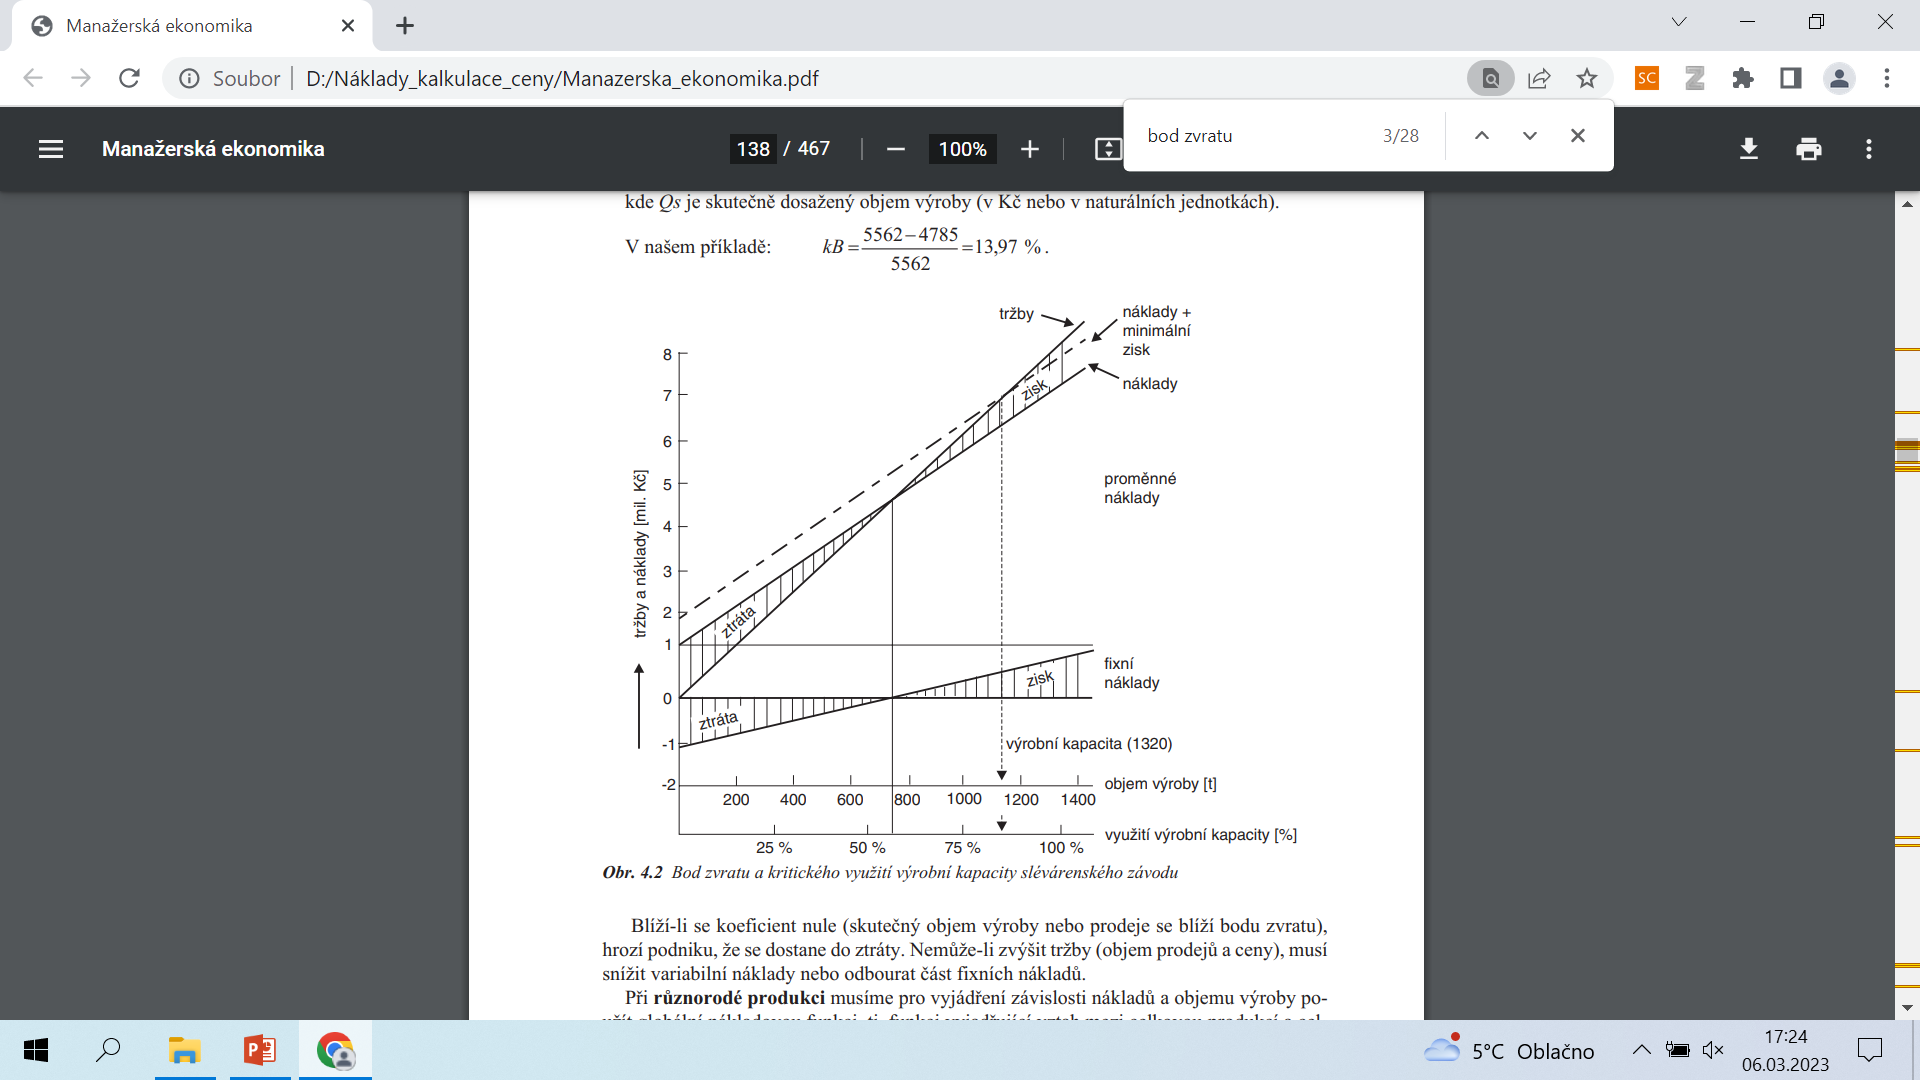 Manažerská ekonomika
Soubor D:/Náklady_kalkulace_ceny/Manazerska_ekonomika.pdf
SC
Z
bod zvratu 3/28
Manažerská ekonomika
138 / 467
100%
kde Qs je skutečně dosažený objem výroby (v Kč nebo v naturálních jednotkách).
V našem příkladě: kB = (5562 – 4785) / 5562 = 13,97 % .
tržby
náklady +
minimální
zisk
náklady
proměnné
náklady
fixní
náklady
tržby a náklady [mil. Kč]
8
7
6
5
4
3
2
1
0
-1
-2
zisk
ztráta
zisk
ztráta
výrobní kapacita (1320)
200 400 600 800 1000 1200 1400
objem výroby [t]
25 % 50 % 75 % 100 %
využití výrobní kapacity [%]
Obr. 4.2 Bod zvratu a kritického využití výrobní kapacity slévárenského závodu
Blíží-li se koeficient nule (skutečný objem výroby nebo prodeje se blíží bodu zvratu),
hrozí podniku, že se dostane do ztráty. Nemůže-li zvýšit tržby (objem prodejů a ceny), musí
snížit variabilní náklady nebo odbourat část fixních nákladů.
Při různorodé produkci musíme pro vyjádření závislosti nákladů a objemu výroby po-
5°C Oblačno
17:24
06.03.2023